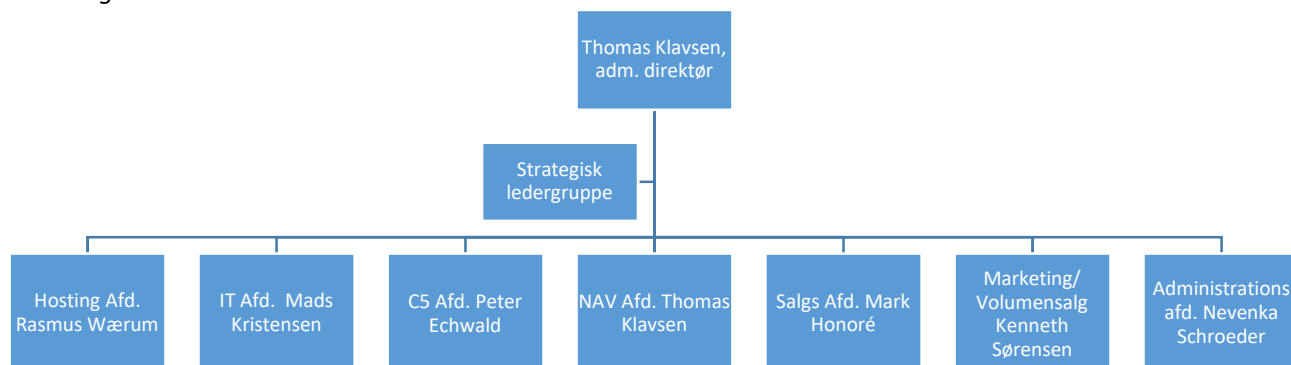 Thomas Klavsen,
adm. direktør
Strategisk
ledergruppe
Hosting Afd.
Rasmus Wærum
IT Afd. Mads
Kristensen
C5 Afd. Peter
Echwald
NAV Afd. Thomas
Klavsen
Salgs Afd. Mark
Honoré
Marketing/
Volumensalg
Kenneth
Sørensen
Administrations
afd. Nevenka
Schroeder